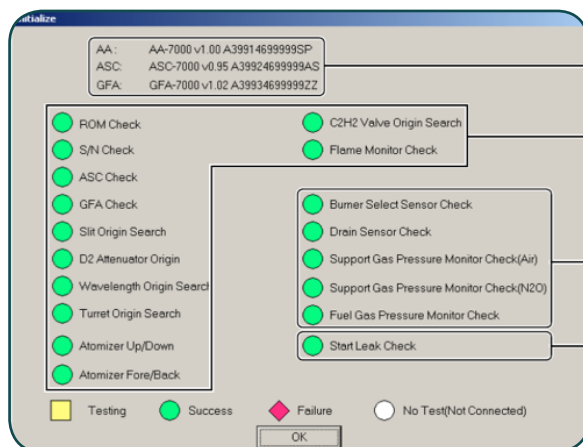 Initialize
AA: AA-7000 v1.00 A39914699999SP
ASC: ASC-7000 v0.95 A39924699999AS
GFA: GFA-7000 v1.02 A39934699999ZZ
ROM Check
S/N Check
ASC Check
GFA Check
Slit Origin Search
D2 Attenuator Origin
Wavelength Origin Search
Turret Origin Search
Atomizer Up/Down
Atomizer Fore/Back
C2H2 Valve Origin Search
Flame Monitor Check
Burner Select Sensor Check
Drain Sensor Check
Support Gas Pressure Monitor Check(Air)
Support Gas Pressure Monitor Check(N2O)
Fuel Gas Pressure Monitor Check
Start Leak Check
Testing Success Failure No Test(Not Connected)
OK